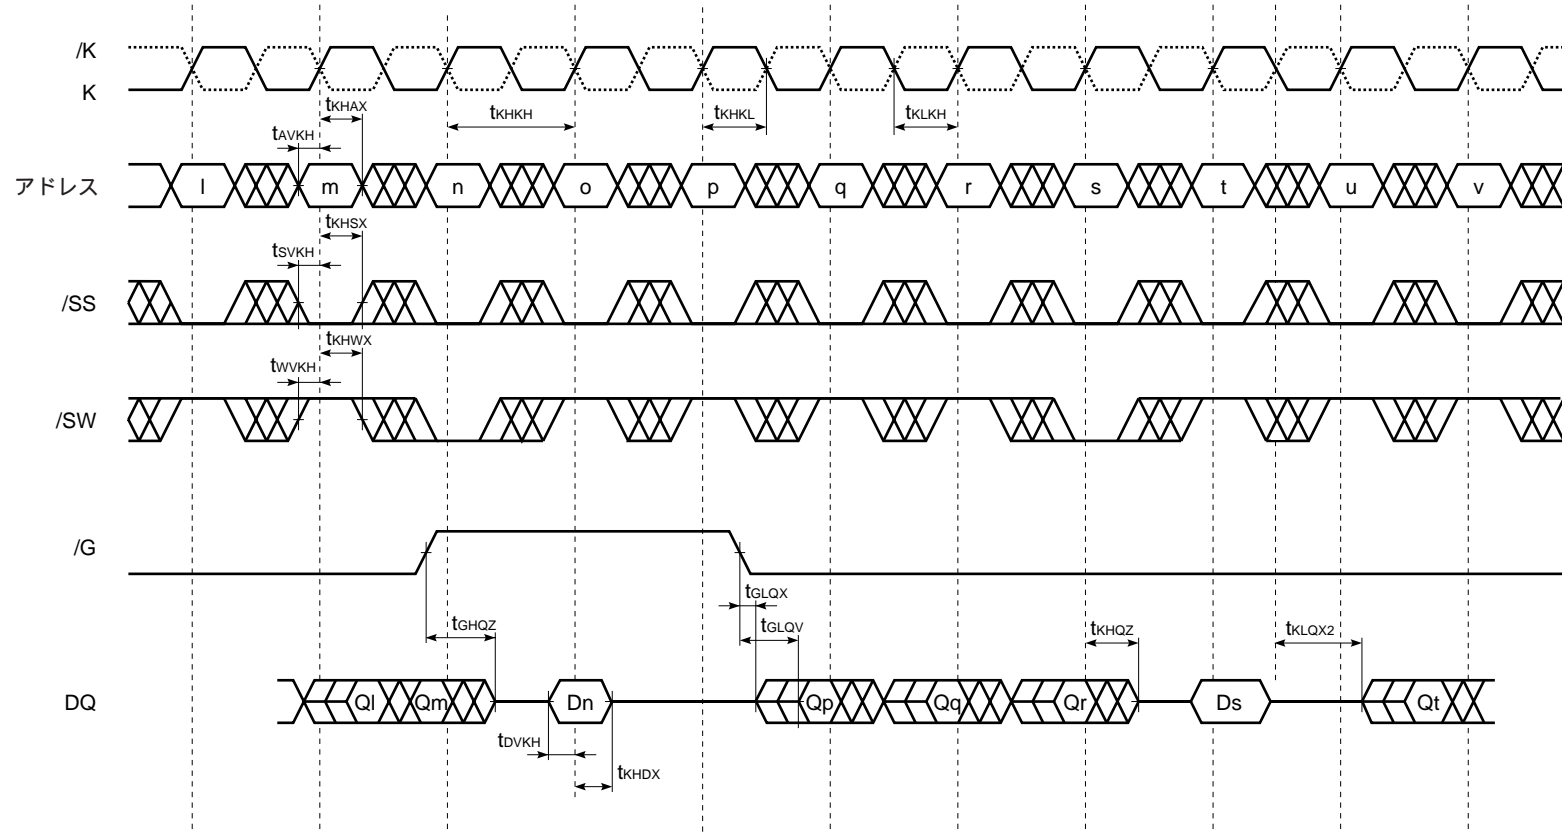 /K
K
tKHAX
tKHKH
tKHKL
tKLKH
tAVKH
アドレス l m n o p q r s t u v
tKHSX
tSVKH
/SS
tKHWX
tWVKH
/SW
/G
tGLQX
tGHQZ
tGLQV
tKHQZ
tKLQX2
DQ Ql Qm Dn Qp Qq Qr Ds Qt
tDVKH
tKHDX